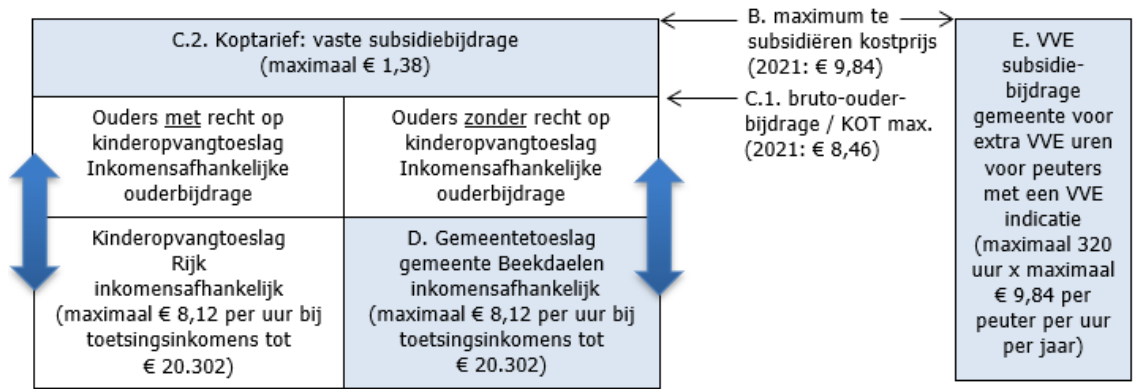 C.2. Koptarief: vaste subsidiebijdrage
(maximaal € 1,38)
B. maximum te
subsidiëren kostprijs
(2021: € 9,84)
C.1. bruto-ouder-
bijdrage / KOT max.
(2021: € 8,46)
Ouders met recht op
kinderopvangtoeslag
Inkomensafhankelijke
ouderbijdrage
Ouders zonder recht op
kinderopvangtoeslag
Inkomensafhankelijke
ouderbijdrage
Kinderopvangtoeslag
Rijk
inkomensafhankelijk
(maximaal € 8,12 per uur bij
toetsingsinkomens tot
€ 20.302)
D. Gemeentetoeslag
gemeente Beekdaelen
inkomensafhankelijk
(maximaal € 8,12 per uur bij
toetsingsinkomens tot
€ 20.302)
E. VVE
subsidie-
bijdrage
gemeente voor
extra VVE uren
voor peuters
met een VVE
indicatie
(maximaal 320
uur x maximaal
€ 9,84 per
peuter per uur
per jaar)